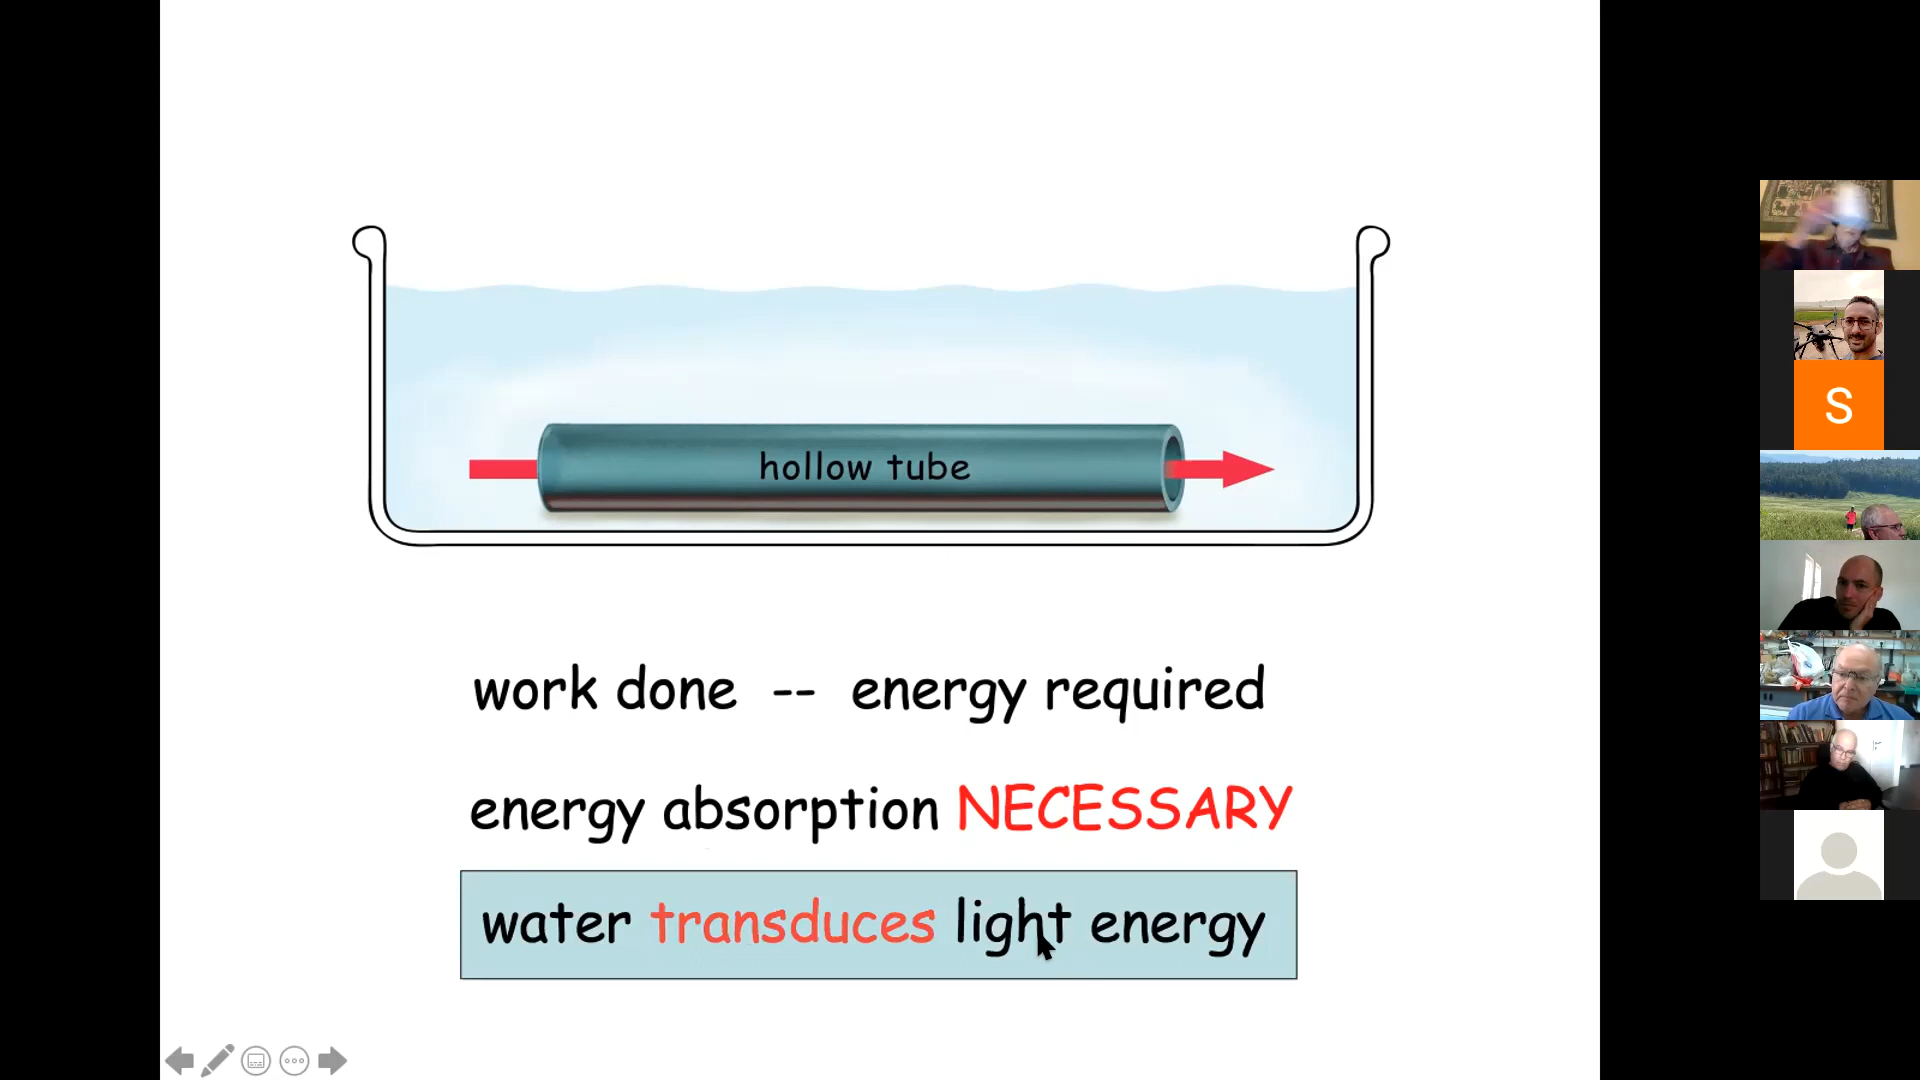 hollow tube
work done -- energy required
energy absorption NECESSARY
water transduces light energy
S